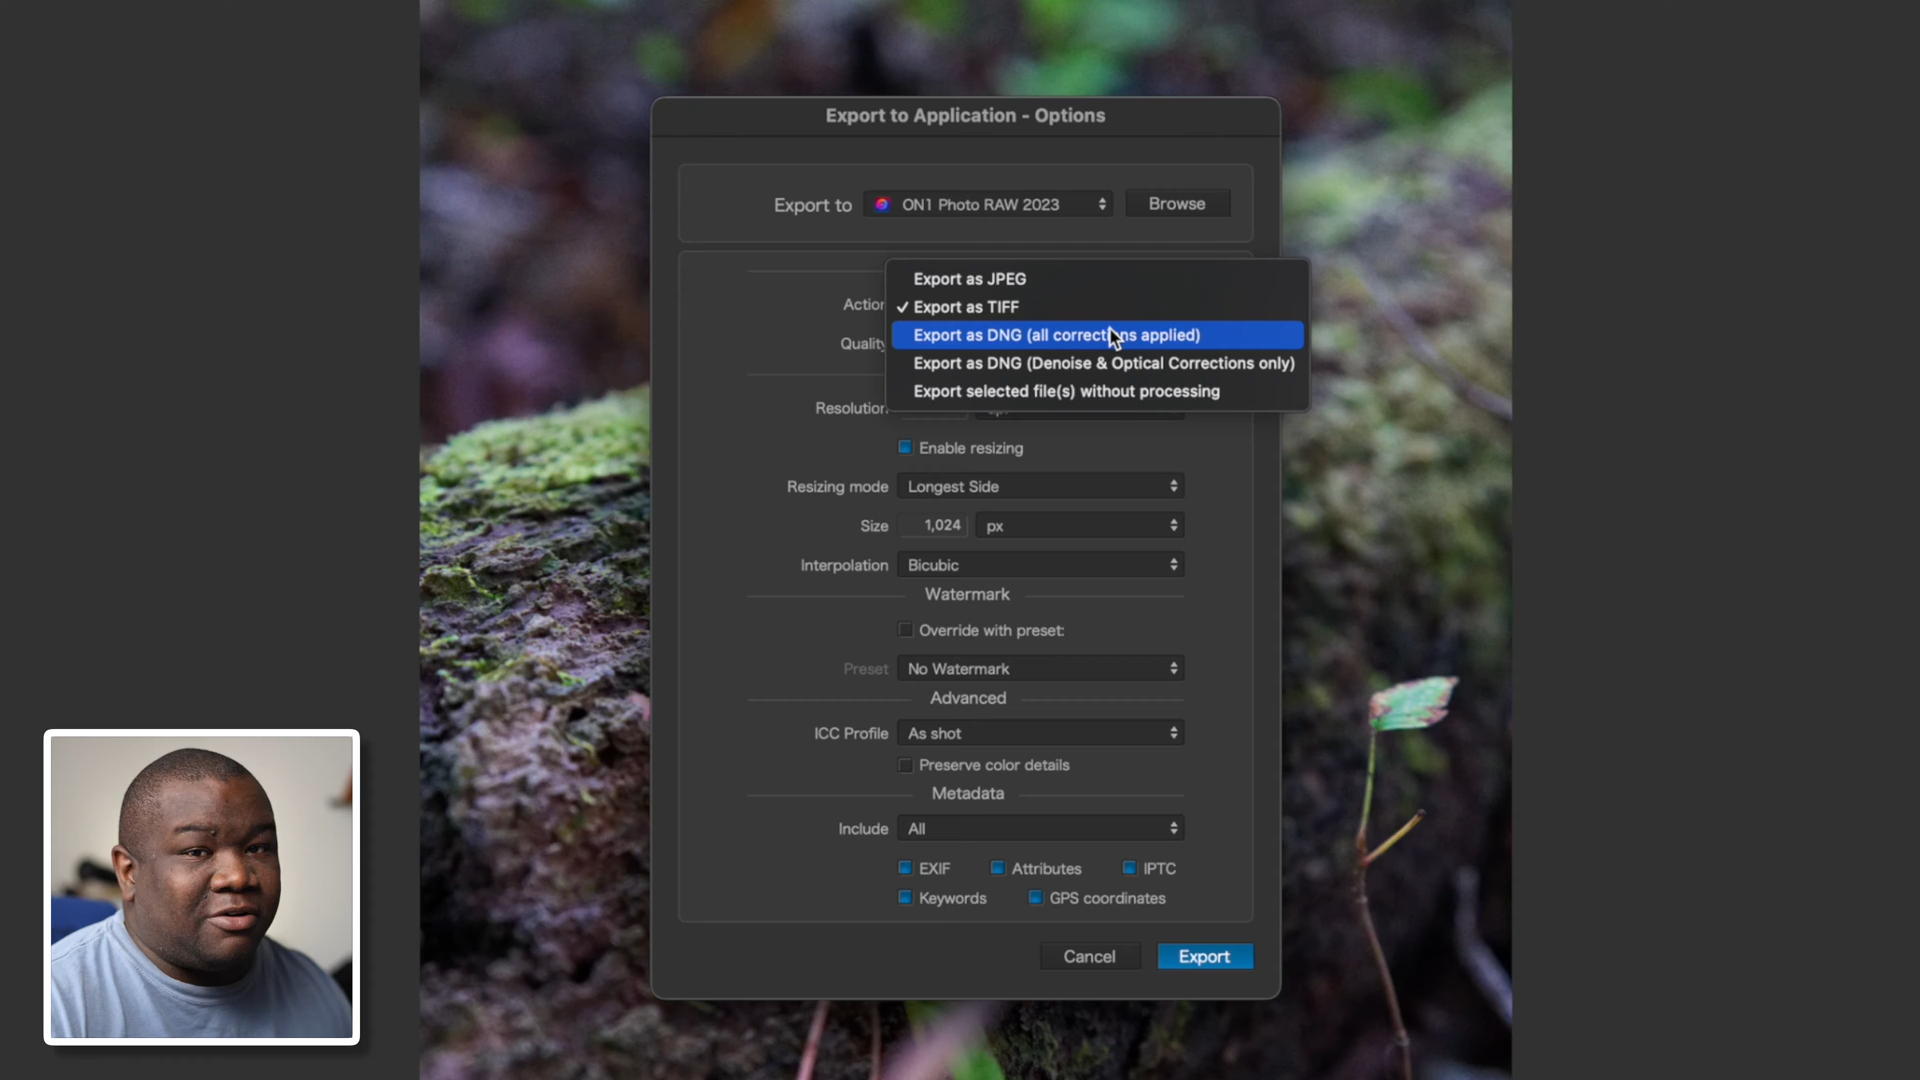 Export to Application - Options
Export to ON1 Photo RAW 2023 Browse
Export as JPEG
Action ✓ Export as TIFF
Export as DNG (all corrections applied)
Quality
Export as DNG (Denoise & Optical Corrections only)
Export selected file(s) without processing
Resolution
Enable resizing
Resizing mode Longest Side
Size 1,024 px
Interpolation Bicubic
Watermark
Override with preset:
Preset No Watermark
Advanced
ICC Profile As shot
Preserve color details
Metadata
Include All
EXIF Attributes IPTC
Keywords GPS coordinates
Cancel Export